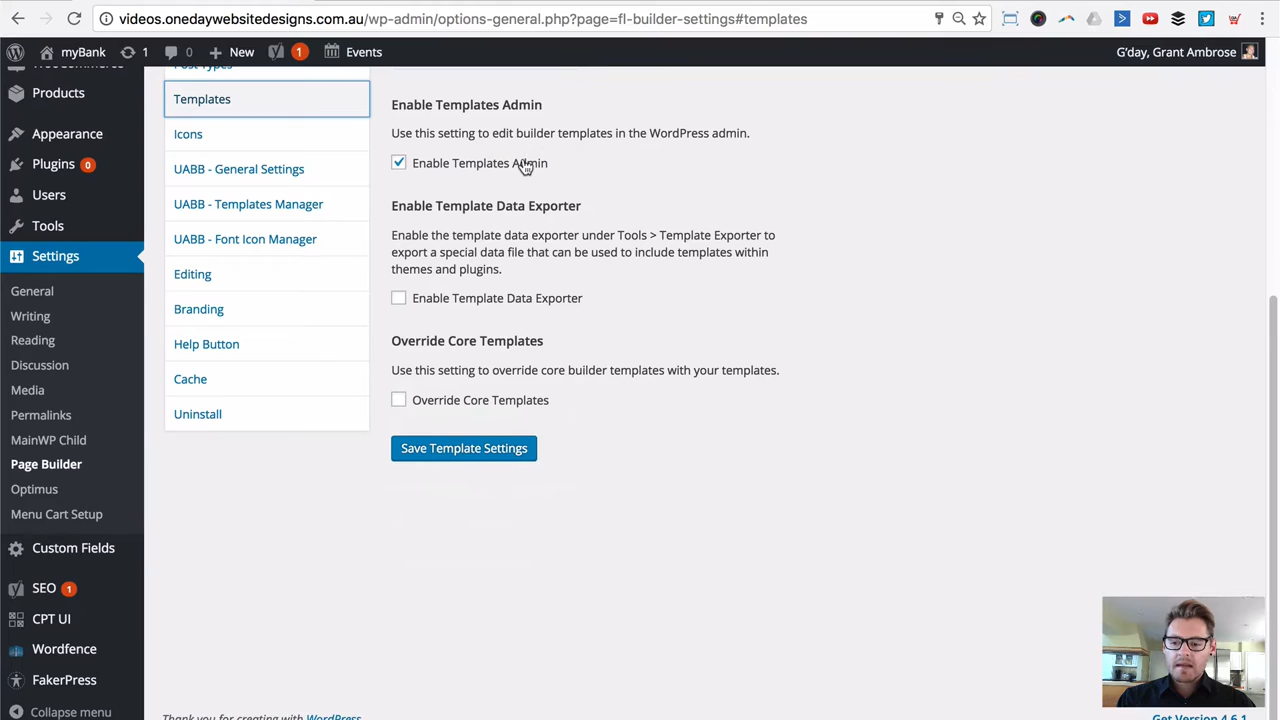 videos.onedaywebsitedesigns.com.au/wp-admin/options-general.php?page=fl-builder-settings#templates
myBank 1 0 New 1 Events G'day, Grant Ambrose
Products
Appearance
Plugins 0
Users
Tools
Settings
General
Writing
Reading
Discussion
Media
Permalinks
MainWP Child
Page Builder
Optimus
Menu Cart Setup
Custom Fields
SEO 1
CPT UI
Wordfence
FakerPress
Collapse menu
Post Types
Templates
Icons
UABB - General Settings
UABB - Templates Manager
UABB - Font Icon Manager
Editing
Branding
Help Button
Cache
Uninstall
Enable Templates Admin
Use this setting to edit builder templates in the WordPress admin.
Enable Templates Admin
Enable Template Data Exporter
Enable the template data exporter under Tools > Template Exporter to
export a special data file that can be used to include templates within
themes and plugins.
Enable Template Data Exporter
Override Core Templates
Use this setting to override core builder templates with your templates.
Override Core Templates
Save Template Settings
Thank you for creating with WordPress
Get Version 4.6.1